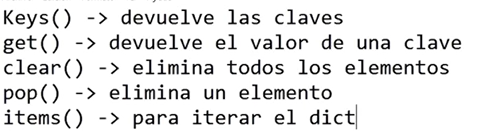 Keys() -> devuelve las claves
get() -> devuelve el valor de una clave
clear() -> elimina todos los elementos
pop() -> elimina un elemento
items() -> para iterar el dict